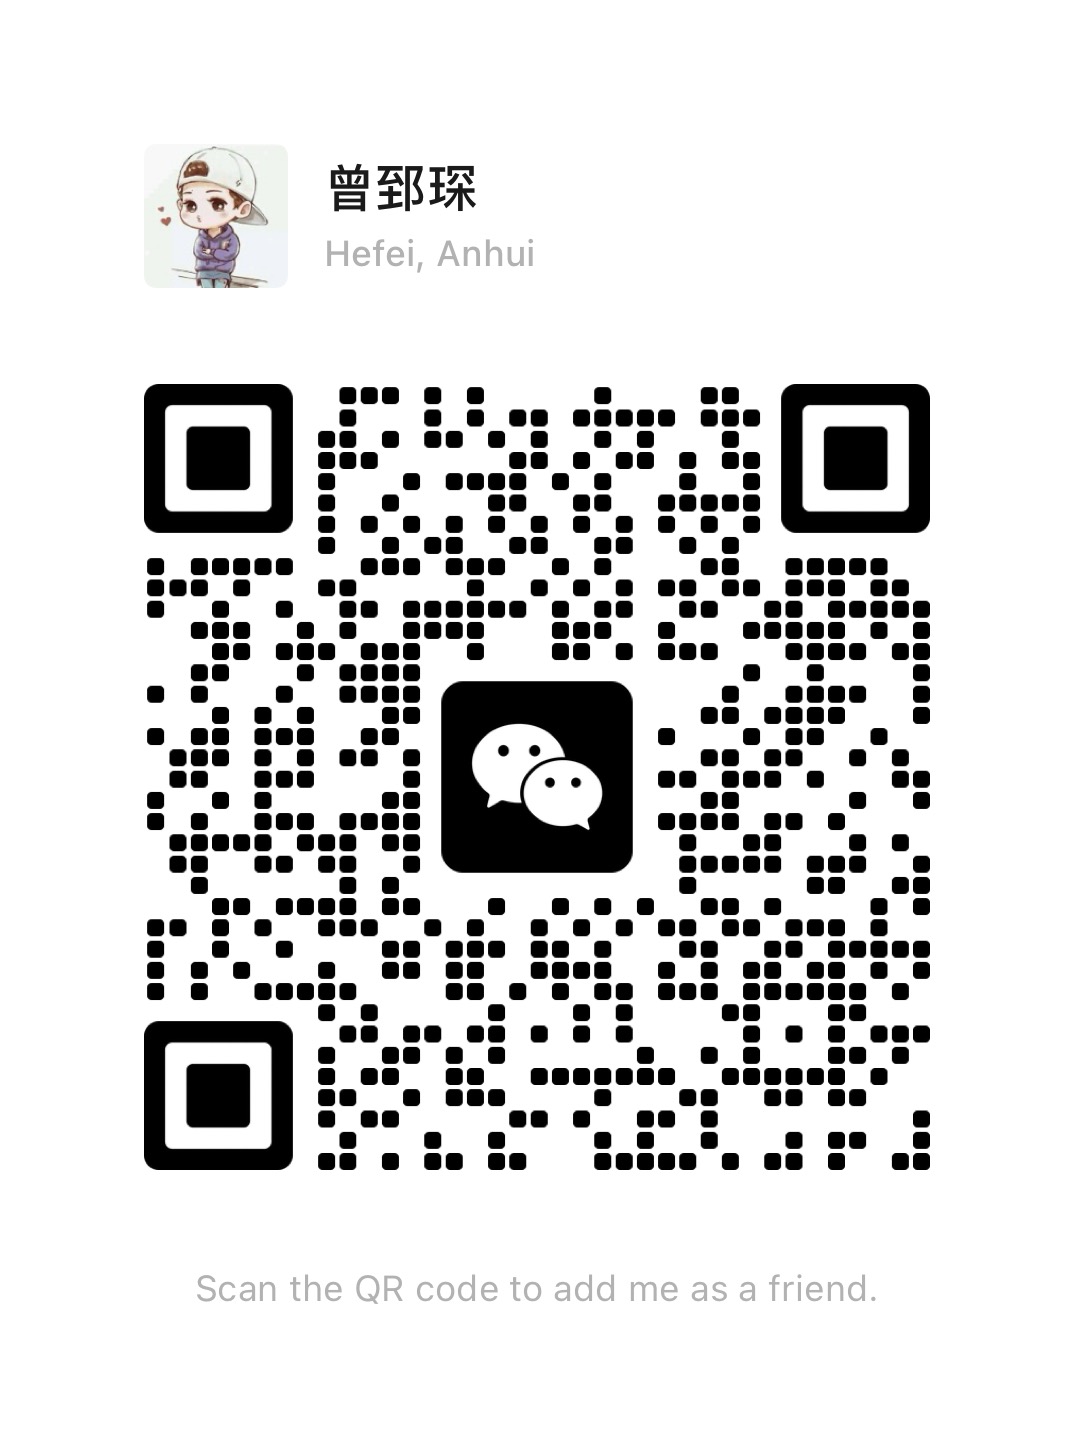 曾郅琛
Hefei, Anhui
Scan the QR code to add me as a friend.